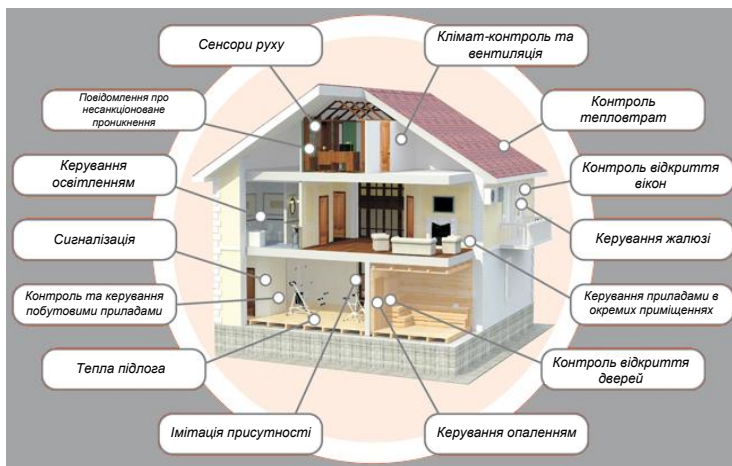 Сенсори руху
Клімат-контроль та
вентиляція
Повідомлення про
несанкціоноване
проникнення
Контроль
тепловтрат
Керування
освітленням
Контроль відкриття
вікон
Сигналізація
Керування жалюзі
Контроль та керування
побутовими приладами
Керування приладами в
окремих приміщеннях
Тепла підлога
Контроль відкриття
дверей
Імітація присутності
Керування опаленням